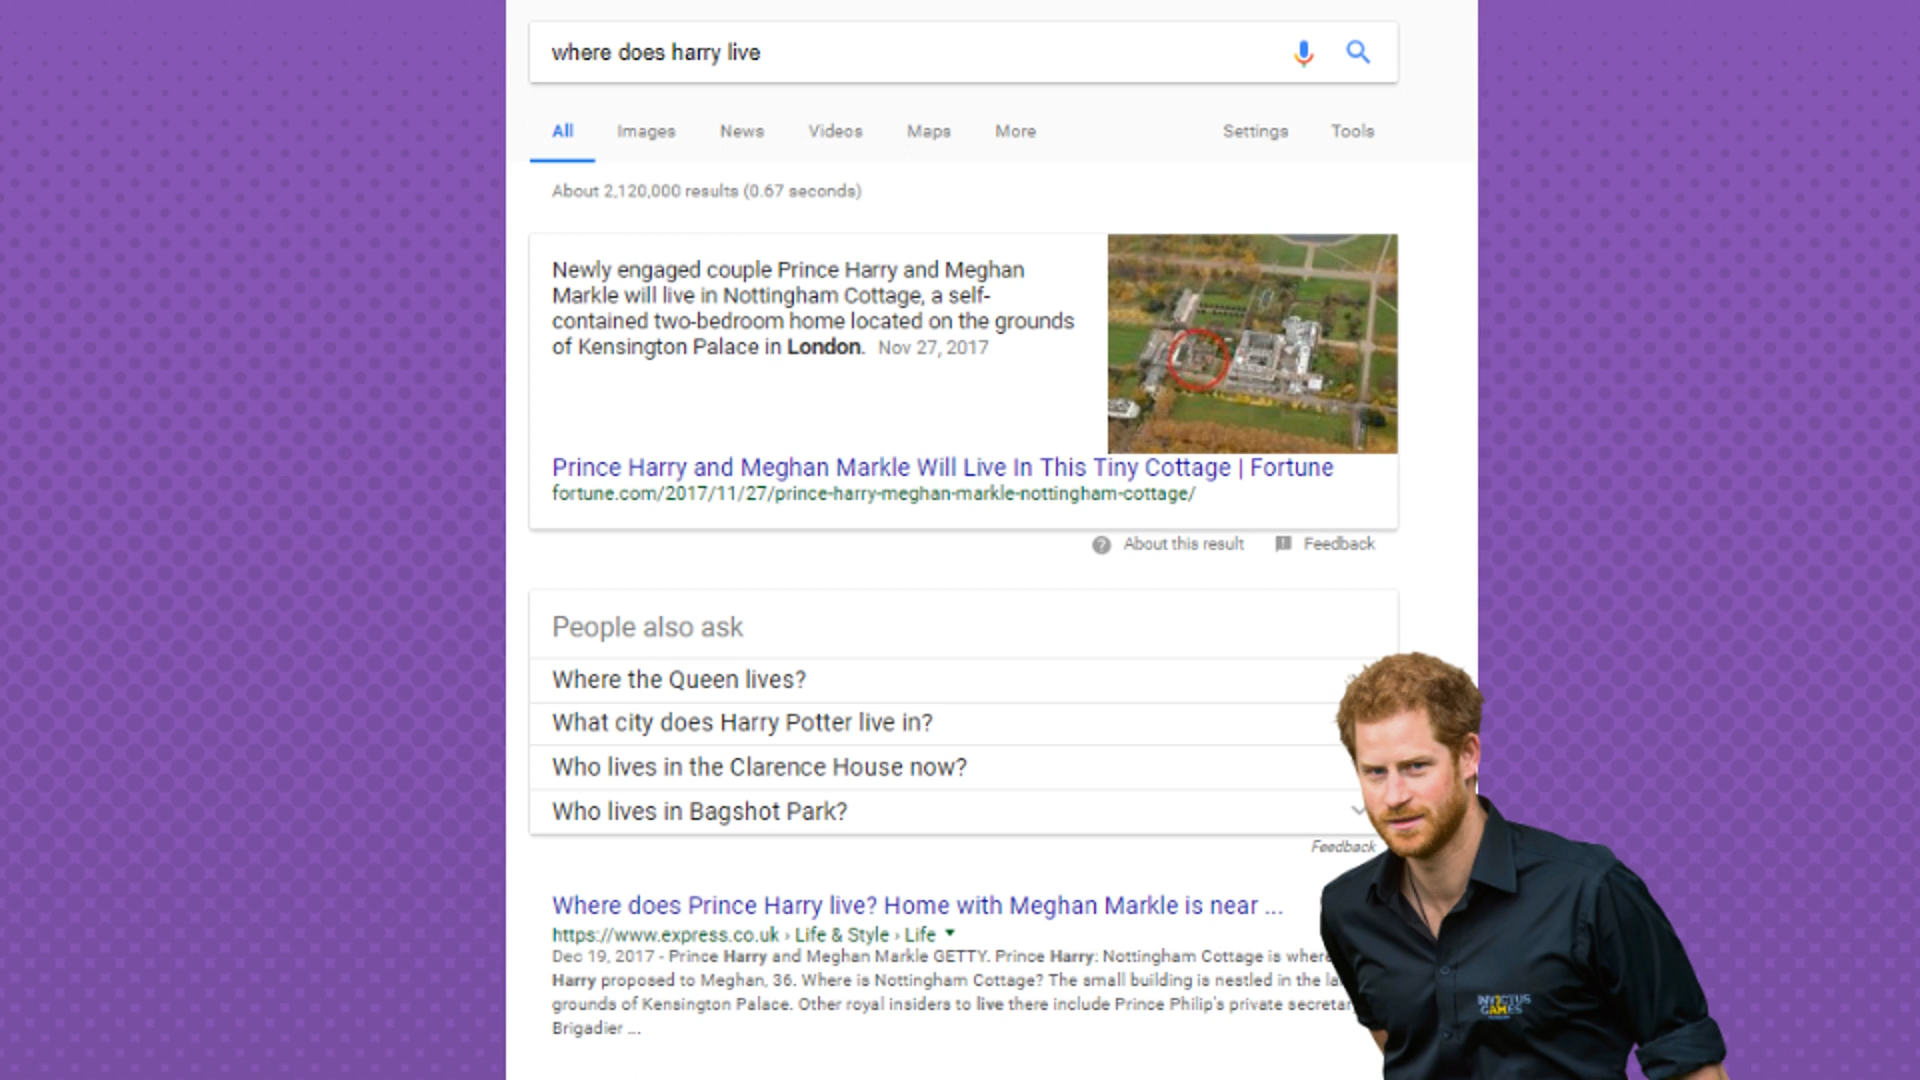 where does harry live
All Images News Videos Maps More Settings Tools
About 2,120,000 results (0.67 seconds)
Newly engaged couple Prince Harry and Meghan
Markle will live in Nottingham Cottage, a self-
contained two-bedroom home located on the grounds
of Kensington Palace in London. Nov 27, 2017
Prince Harry and Meghan Markle Will Live In This Tiny Cottage | Fortune
fortune.com/2017/11/27/prince-harry-meghan-markle-nottingham-cottage/
About this result Feedback
People also ask
Where the Queen lives?
What city does Harry Potter live in?
Who lives in the Clarence House now?
Who lives in Bagshot Park?
Feedback
Where does Prince Harry live? Home with Meghan Markle is near ...
https://www.express.co.uk › Life & Style › Life
Dec 19, 2017 - Prince Harry and Meghan Markle GETTY. Prince Harry: Nottingham Cottage is where
Harry proposed to Meghan, 36. Where is Nottingham Cottage? The small building is nestled in the
grounds of Kensington Palace. Other royal insiders to live there include Prince Philip's private
Brigadier ...
INVICTUS
GAMES